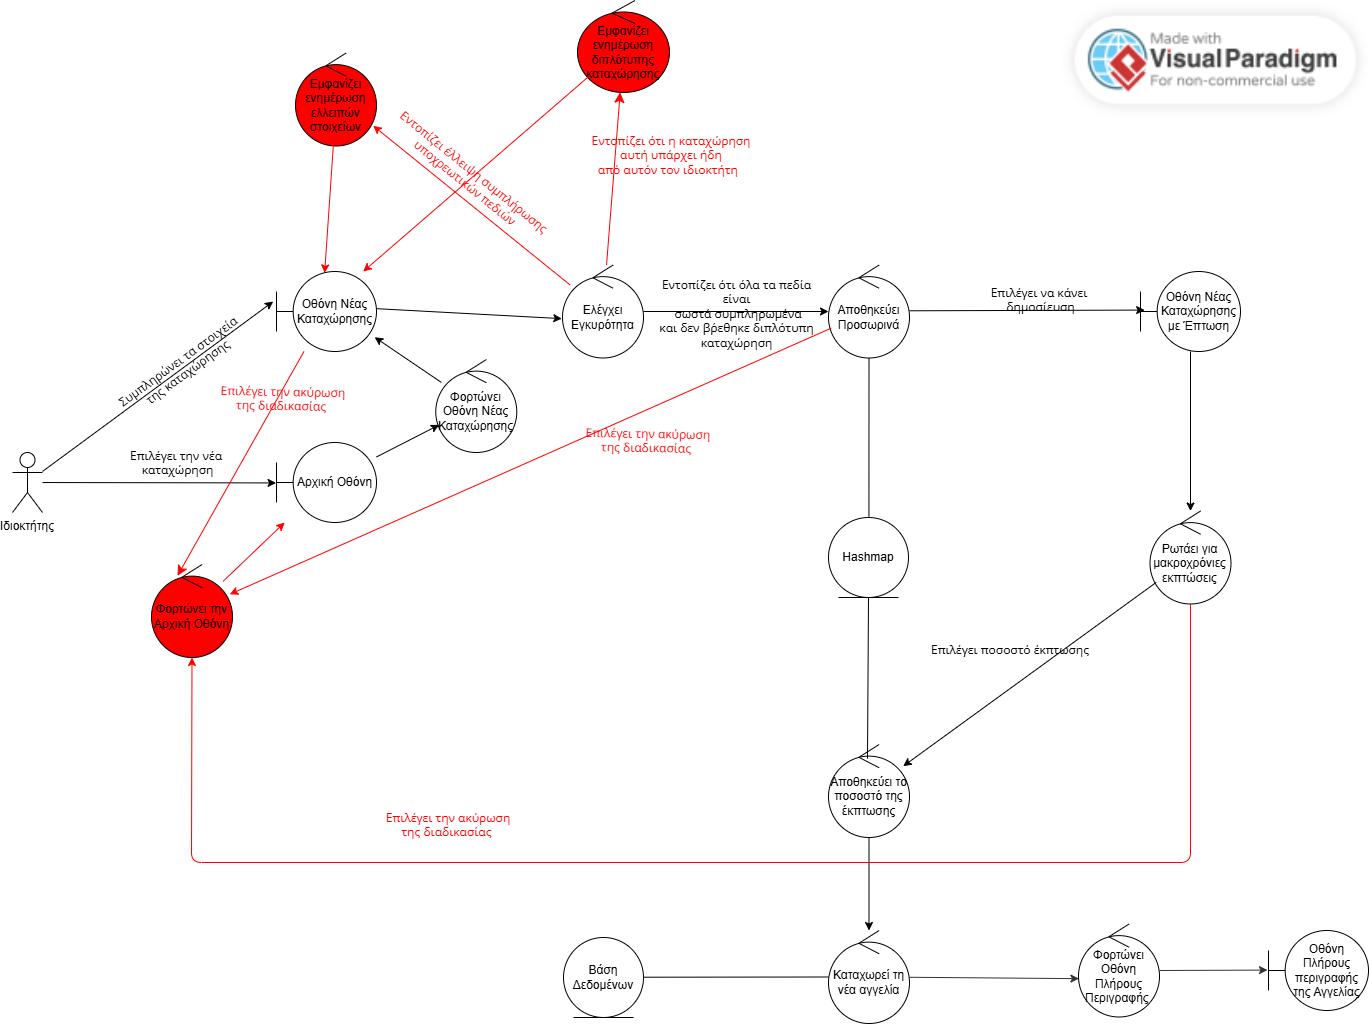 Made with
Visual Paradigm
For non-commercial use
Εμφανίζει
ενημέρωση
διπλότυπης
καταχώρησης
Εμφανίζει
ενημέρωση
ελλειπών
στοιχείων
Εντοπίζει έλλειψη συμπλήρωσης
υποχρεωτικών πεδιών
Εντοπίζει ότι η καταχώρηση
αυτή υπάρχει ήδη
από αυτόν τον ιδιοκτήτη
Οθόνη Νέας
Καταχώρησης
Ελέγχει
Εγκυρότητα
Εντοπίζει ότι όλα τα πεδία
είναι
σωστά συμπληρωμένα
και δεν βρέθηκε διπλότυπη
καταχώρηση
Αποθηκεύει
Προσωρινά
Επιλέγει να κάνει
δημοσίευση
Οθόνη Νέας
Καταχώρησης
με Έπτωση
Συμπληρώνει τα στοιχεία
της καταχώρησης
Επιλέγει την ακύρωση
της διαδικασίας
Φορτώνει
Οθόνη Νέας
Καταχώρησης
Επιλέγει την ακύρωση
της διαδικασίας
Επιλέγει την νέα
καταχώρηση
Αρχική Οθόνη
Ιδιοκτήτης
Hashmap
Ρωτάει για
μακροχρόνιες
εκπτώσεις
Φορτώνει την
Αρχική Οθόνη
Επιλέγει ποσοστό έκπτωσης
Αποθηκεύει το
ποσοστό της
έκπτωσης
Επιλέγει την ακύρωση
της διαδικασίας
Βάση
Δεδομένων
Καταχωρεί τη
νέα αγγελία
Φορτώνει
Οθόνη
Πλήρους
Περιγραφής
Οθόνη
Πλήρους
περιγραφής
της Αγγελίας